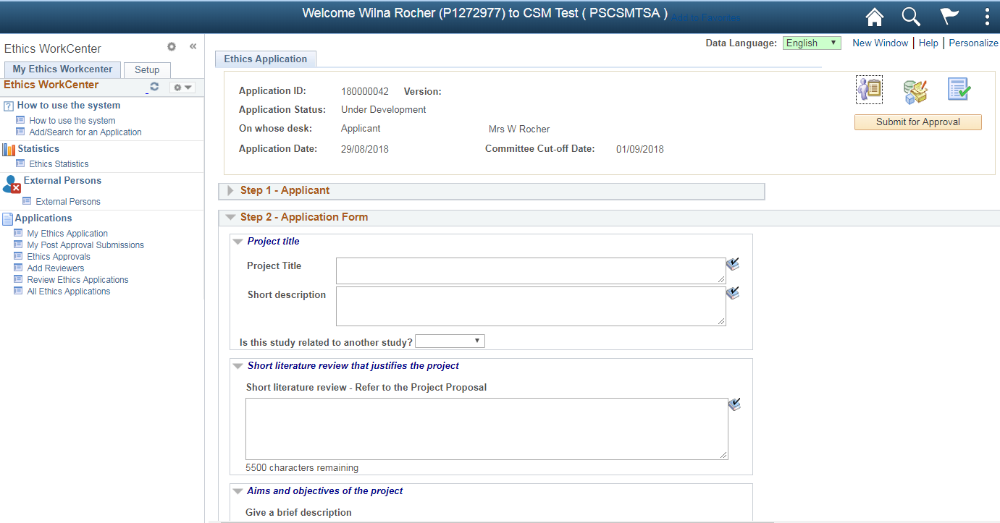 Welcome Wilna Rocher (P1272977) to CSM Test ( PSCSMTSA ) Add to Favorites
Data Language: English New Window Help Personalize
Ethics WorkCenter
My Ethics Workcenter Setup
Ethics WorkCenter
How to use the system
How to use the system
Add/Search for an Application
Statistics
Ethics Statistics
External Persons
External Persons
Applications
My Ethics Application
My Post Approval Submissions
Ethics Approvals
Add Reviewers
Review Ethics Applications
All Ethics Applications
Ethics Application
Application ID: 180000042 Version:
Application Status: Under Development
On whose desk: Applicant Mrs W Rocher
Application Date: 29/08/2018 Committee Cut-off Date: 01/09/2018
Submit for Approval
Step 1 - Applicant
Step 2 - Application Form
Project title
Project Title
Short description
Is this study related to another study?
Short literature review that justifies the project
Short literature review - Refer to the Project Proposal
5500 characters remaining
Aims and objectives of the project
Give a brief description